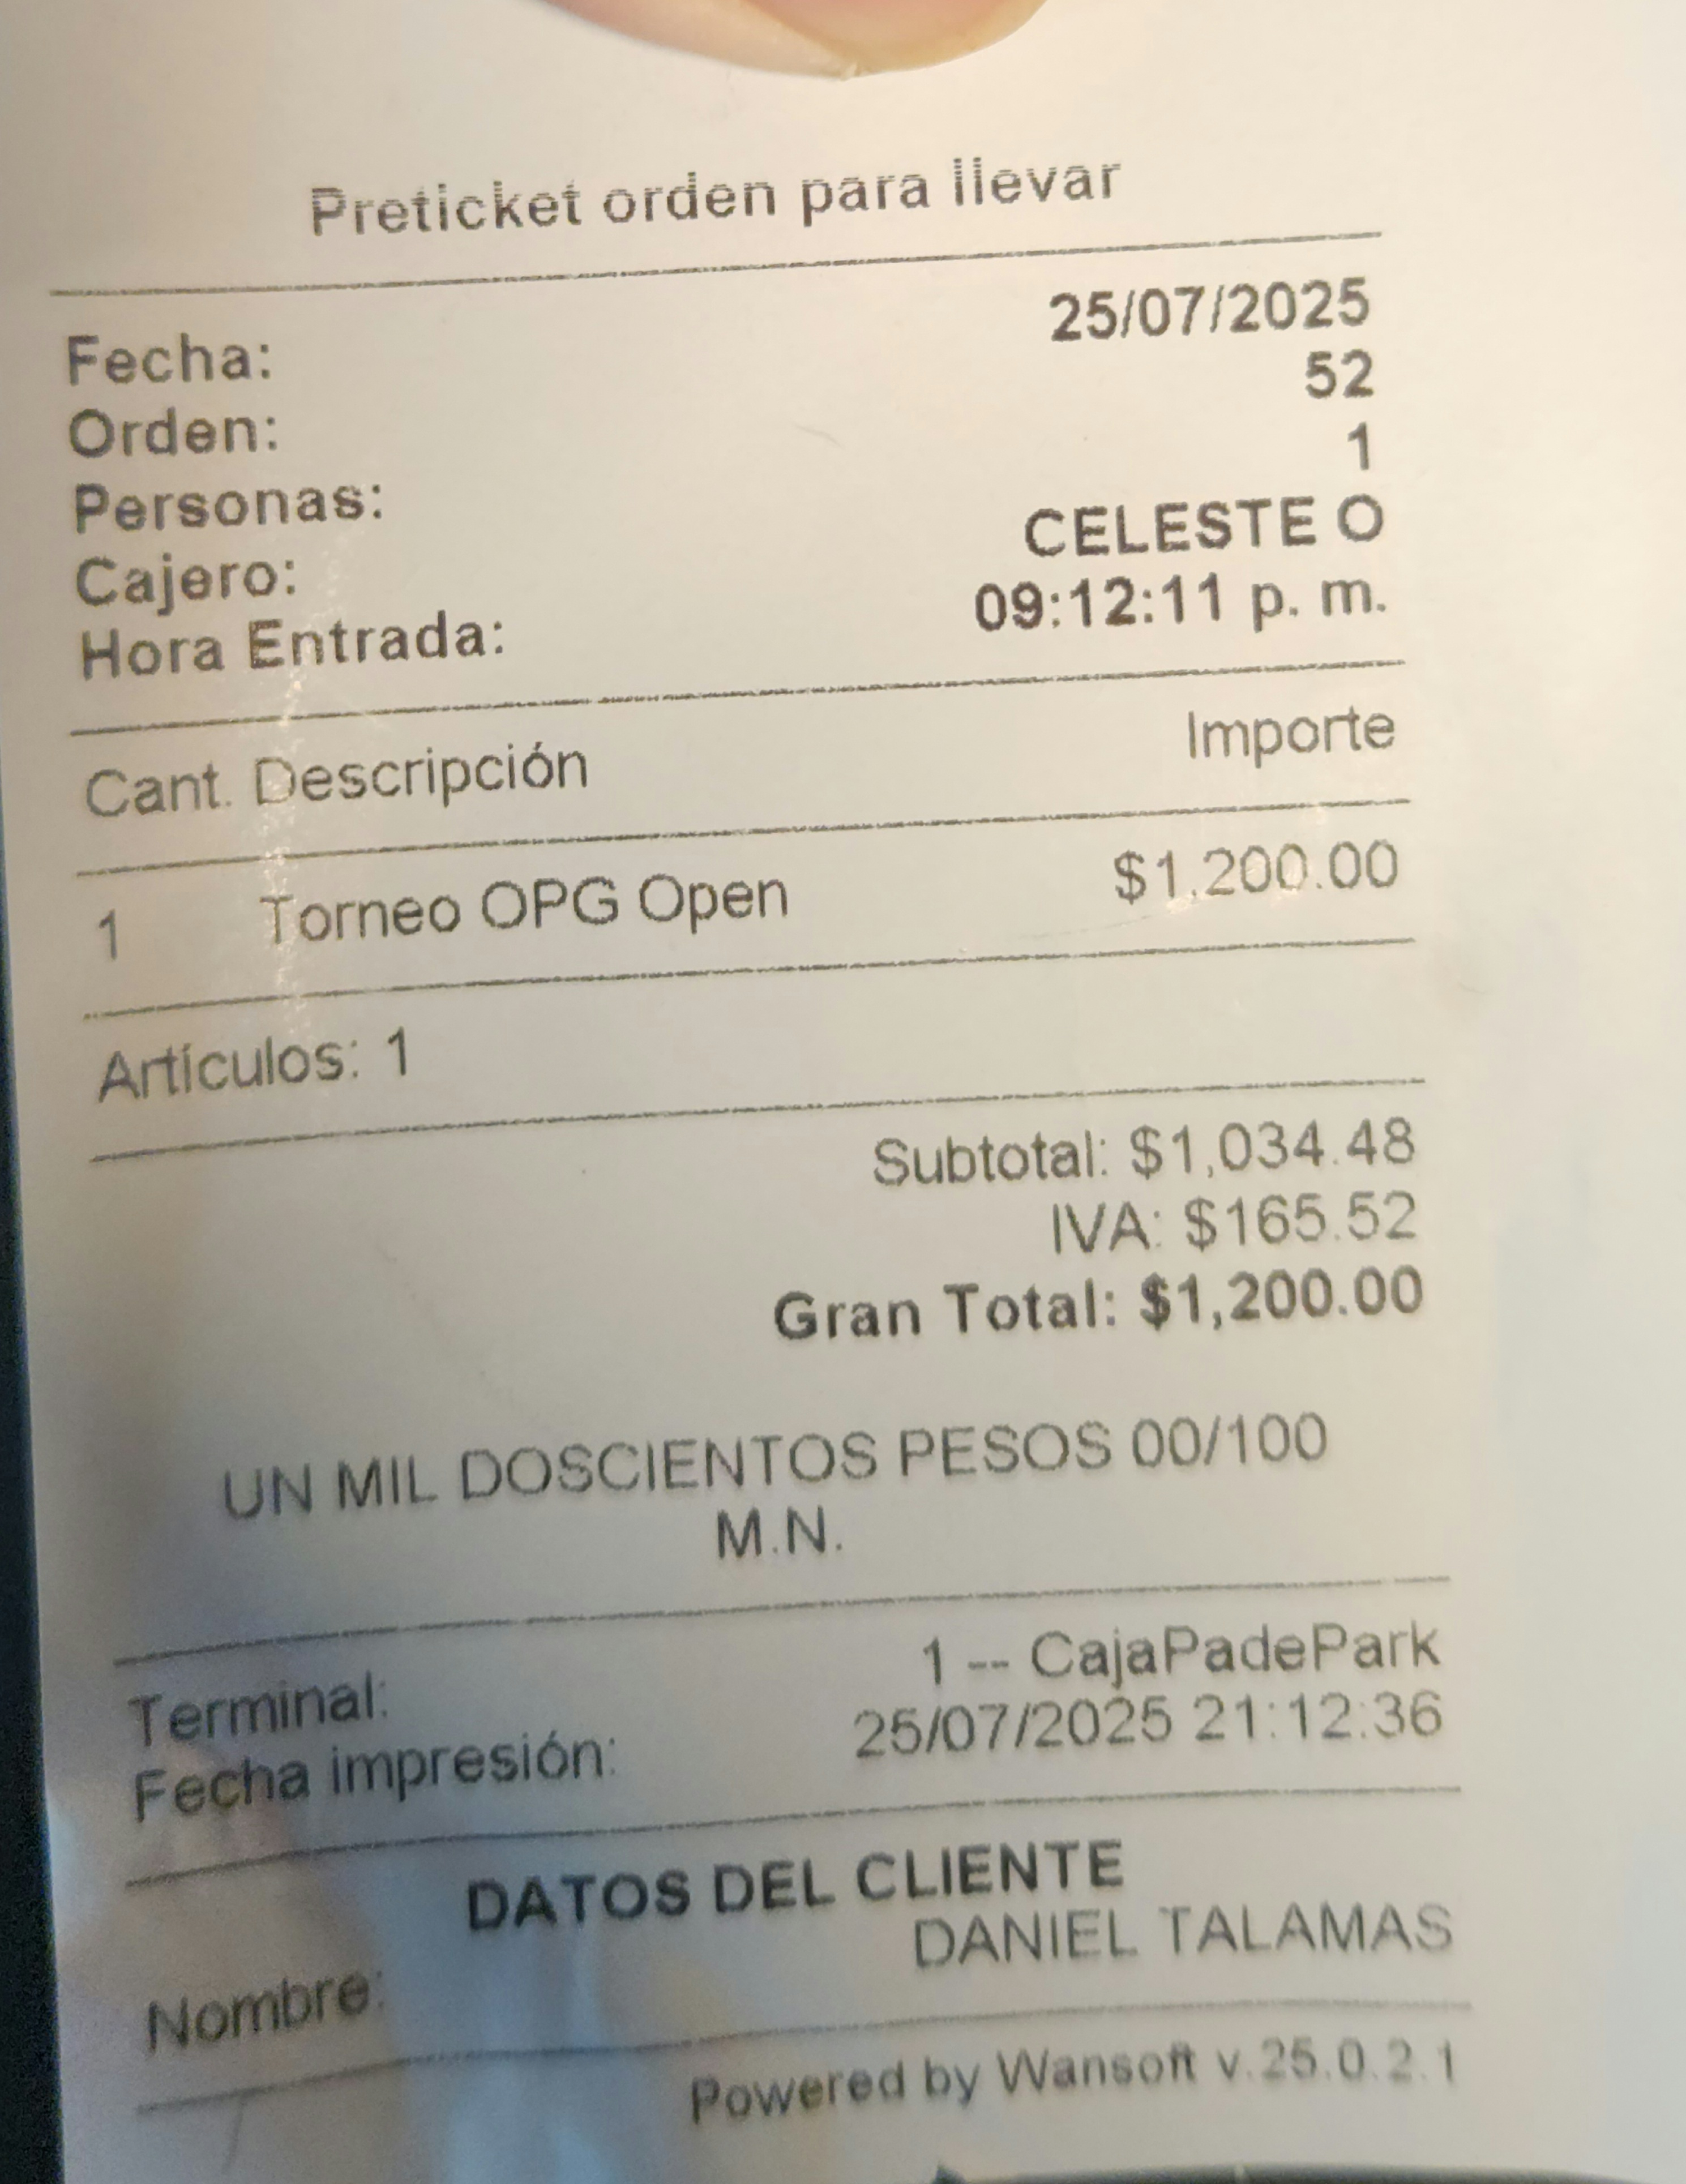 Preticket orden para llevar
Fecha: 25/07/2025
Orden: 52
Personas: 1
Cajero: CELESTE O
Hora Entrada: 09:12:11 p. m.
Cant. Descripción Importe
1 Torneo OPG Open $1,200.00
Artículos: 1
Subtotal: $1,034.48
IVA: $165.52
Gran Total: $1,200.00
UN MIL DOSCIENTOS PESOS 00/100
M.N.
Terminal: 1 -- CajaPadePark
Fecha impresión: 25/07/2025 21:12:36
DATOS DEL CLIENTE
Nombre: DANIEL TALAMAS
Powered by Wansoft v.25.0.2.1